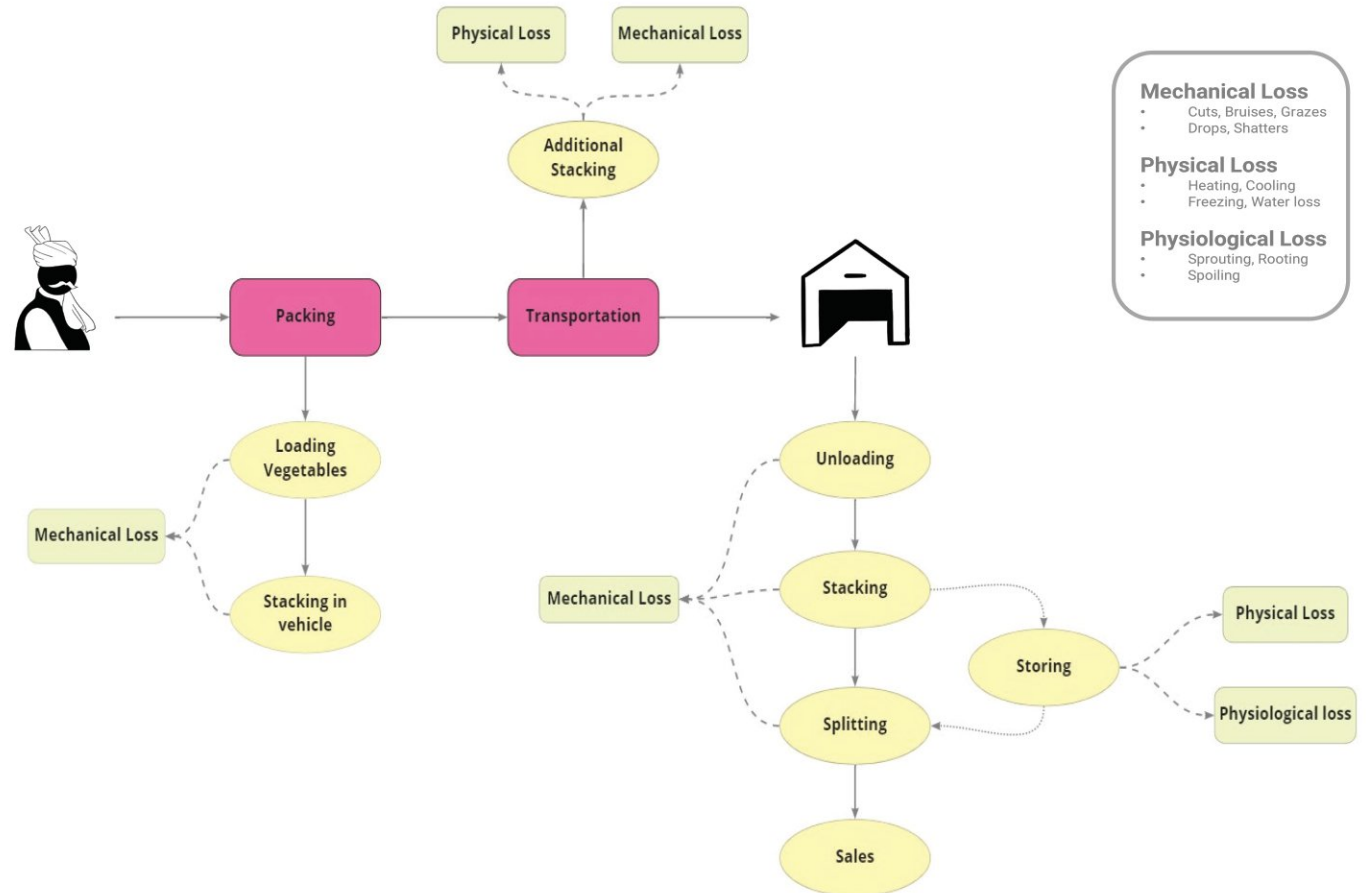 Physical Loss
Mechanical Loss
Additional
Stacking
Mechanical Loss
• Cuts, Bruises, Grazes
• Drops, Shatters
Physical Loss
• Heating, Cooling
• Freezing, Water loss
Physiological Loss
• Sprouting, Rooting
• Spoiling
Packing
Transportation
Loading
Vegetables
Mechanical Loss
Stacking in
vehicle
Unloading
Mechanical Loss
Stacking
Storing
Physical Loss
Physiological loss
Splitting
Sales